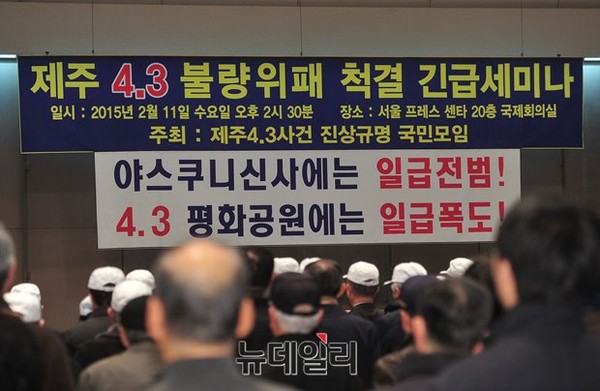 제주 4.3 불량위패 척결 긴급세미나
일시 : 2015년 2월 11일 수요일 오후 2시 30분 장소 : 서울 프레스 센타 20층 국제회의실
주최 : 제주4.3사건 진상규명 국민모임
야스쿠니신사에는 일급전범!
4.3 평화공원에는 일급폭도!
뉴데일리